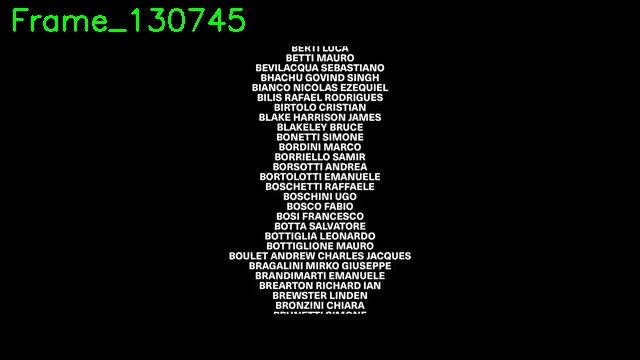 Frame_130745
BERTI LUCA
BETTI MAURO
BEVILACQUA SEBASTIANO
BHACHU GOVIND SINGH
BIANCO NICOLAS EZEQUIEL
BILIS RAFAEL RODRIGUES
BIRTOLO CRISTIAN
BLAKE HARRISON JAMES
BLAKELEY BRUCE
BONETTI SIMONE
BORDINI MARCO
BORRIELLO SAMIR
BORSOTTI ANDREA
BORTOLOTTI EMANUELE
BOSCHETTI RAFFAELE
BOSCHINI UGO
BOSCO FABIO
BOSI FRANCESCO
BOTTA SALVATORE
BOTTIGLIA LEONARDO
BOTTIGLIONE MAURO
BOULET ANDREW CHARLES JACQUES
BRAGALINI MIRKO GIUSEPPE
BRANDIMARTI EMANUELE
BREARTON RICHARD IAN
BREWSTER LINDEN
BRONZINI CHIARA
BRUNETTI SIMONE